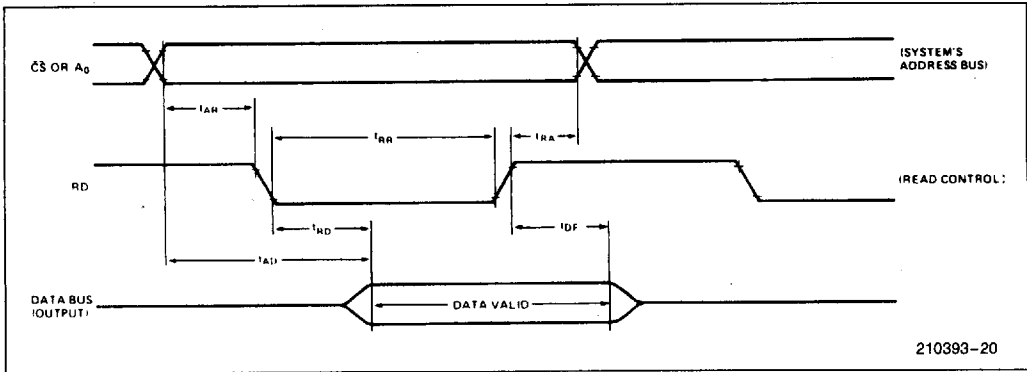 C̅S̅ OR A₀
(SYSTEM'S
ADDRESS BUS)
tAR
tRR
tRA
RD
(READ CONTROL)
tRD
tDF
tAD
DATA BUS
(OUTPUT)
DATA VALID
210393-20